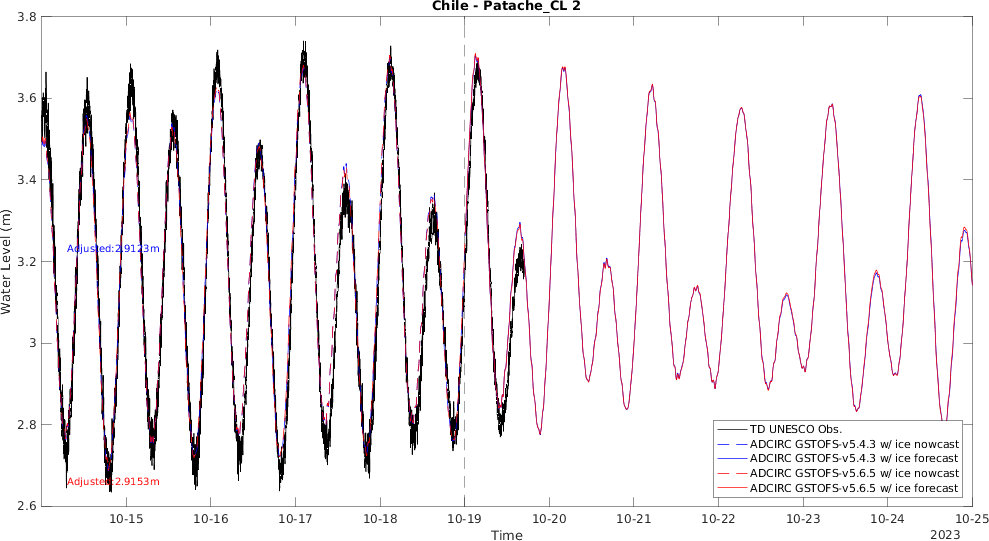 Chile - Patache_CL 2
Water Level (m)
3.8
3.6
3.4
3.2
3
2.8
2.6
Adjusted:2.9123m
Adjusted:2.9153m
TD UNESCO Obs.
ADCIRC GSTOFS-v5.4.3 w/ ice nowcast
ADCIRC GSTOFS-v5.4.3 w/ ice forecast
ADCIRC GSTOFS-v5.6.5 w/ ice nowcast
ADCIRC GSTOFS-v5.6.5 w/ ice forecast
10-15 10-16 10-17 10-18 10-19 10-20 10-21 10-22 10-23 10-24 10-25
Time
2023